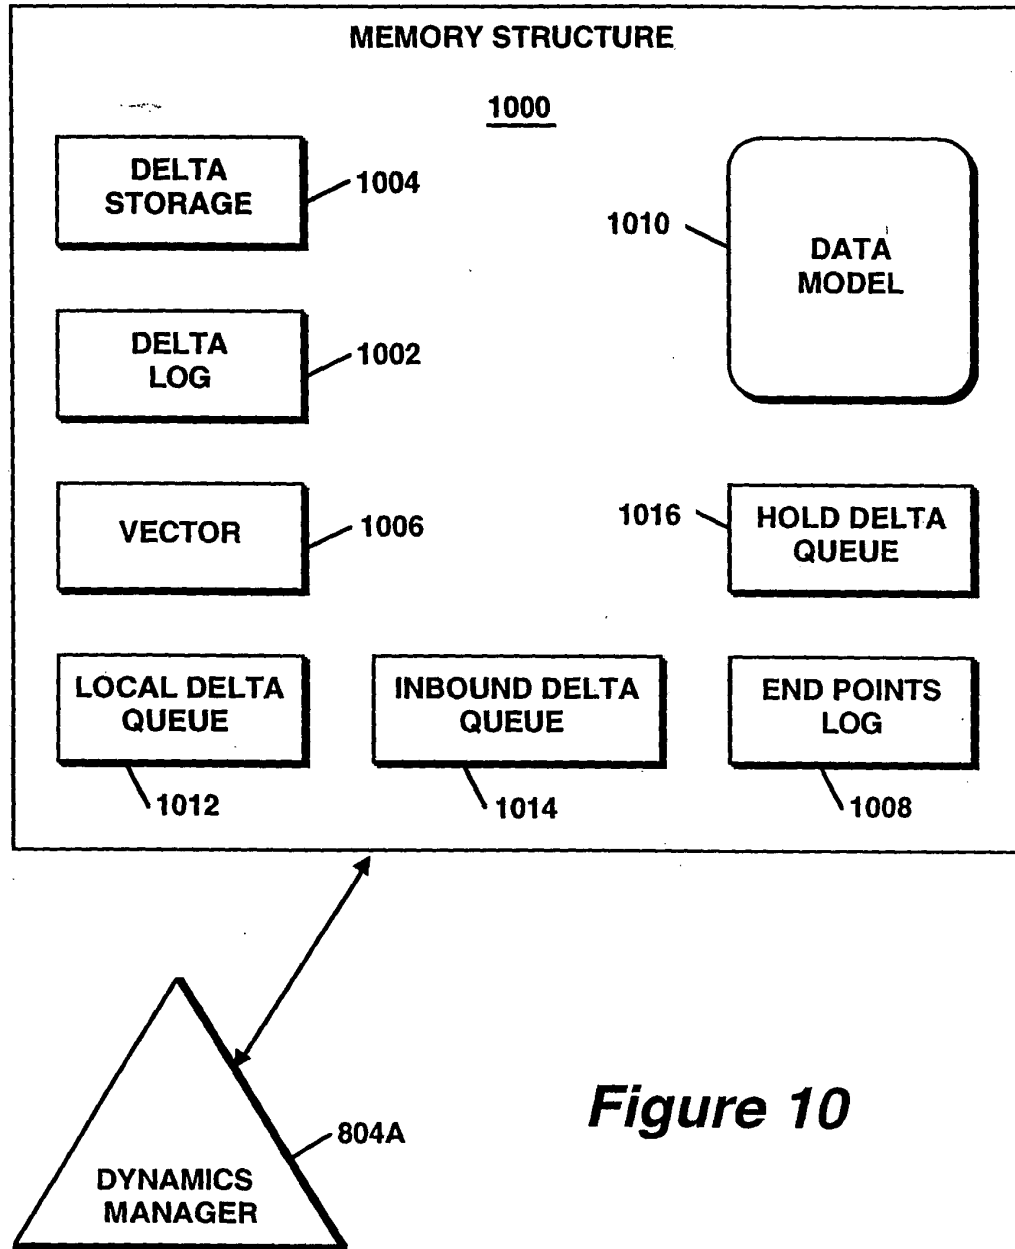 MEMORY STRUCTURE
1000
DELTA
STORAGE
1004
1010
DATA
MODEL
DELTA
LOG
1002
VECTOR
1006
1016
HOLD DELTA
QUEUE
LOCAL DELTA
QUEUE
1012
INBOUND DELTA
QUEUE
1014
END POINTS
LOG
1008
804A
DYNAMICS
MANAGER
Figure 10